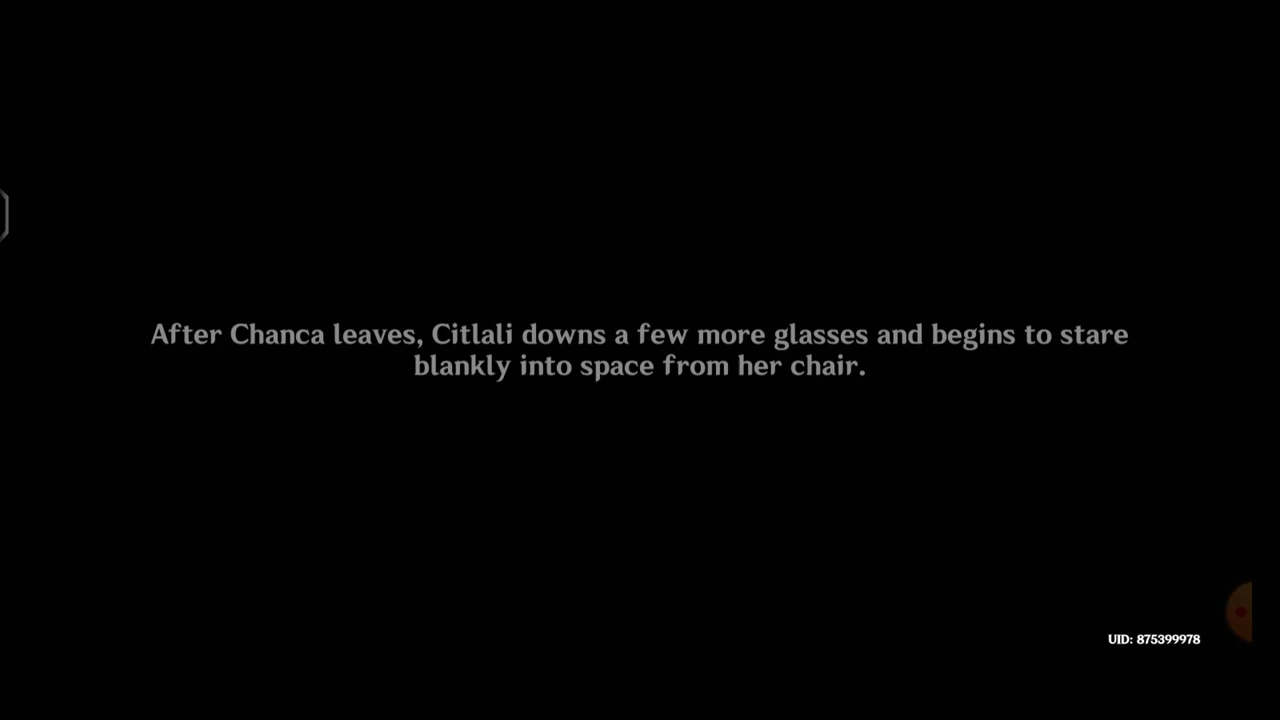 After Chanca leaves, Citlali downs a few more glasses and begins to stare
blankly into space from her chair.
UID: 875399978